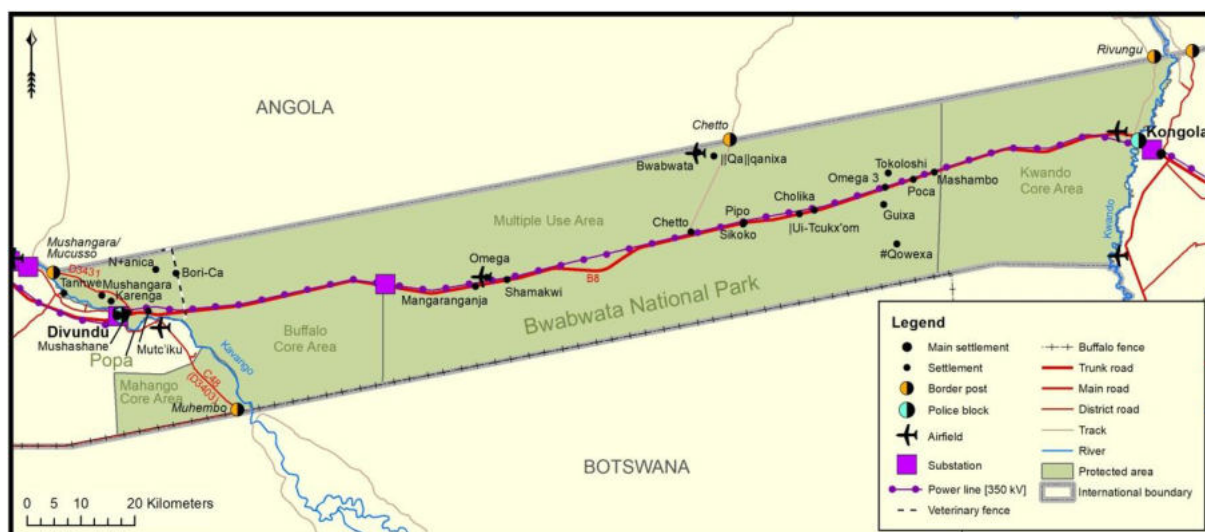 Rivungu
ANGOLA
Chetto
Kongola
Bwabwata
||Qa||qanixa
Tokoloshi
Omega 3
Mashambo
Poca
Kwando
Core Area
Cholika
Multiple Use Area
Pipo
Guixa
Chetto
Sikoko
|Ui-Tcukx'om
Mushangara/
Mucusso
#Qowexa
Kwando
N+anica
D3431
Bori-Ca
Omega
B8
Tanhwe
Mushangara
Karenga
Mangaranganja
Shamakwi
Bwabwata National Park
Divundu
Mushashane
Mutc'iku
Buffalo
Core Area
Popa
Kavango
Mahango
Core Area
C48
(D3403)
Muhembo
BOTSWANA
0 5 10 20 Kilometers
Legend
Main settlement
Settlement
Border post
Police block
Airfield
Substation
Power line [350 kV]
Veterinary fence
Buffalo fence
Trunk road
Main road
District road
Track
River
Protected area
International boundary